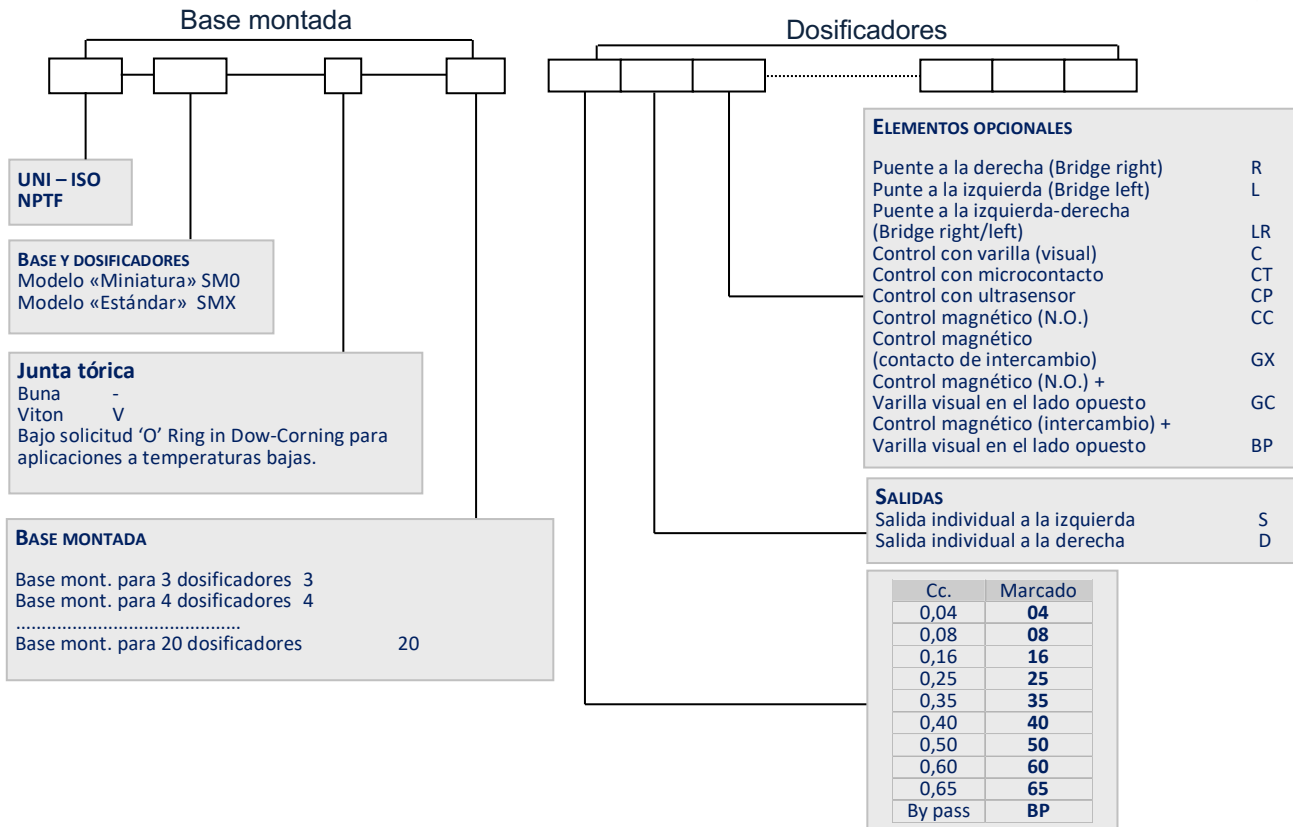 Base montada
Dosificadores
UNI – ISO
NPTF
BASE Y DOSIFICADORES
Modelo «Miniatura» SM0
Modelo «Estándar» SMX
Junta tórica
Buna -
Viton V
Bajo solicitud ‘O’ Ring in Dow-Corning para
aplicaciones a temperaturas bajas.
BASE MONTADA
Base mont. para 3 dosificadores 3
Base mont. para 4 dosificadores 4
............................................
Base mont. para 20 dosificadores 20
ELEMENTOS OPCIONALES
Puente a la derecha (Bridge right) R
Punte a la izquierda (Bridge left) L
Puente a la izquierda-derecha
(Bridge right/left) LR
Control con varilla (visual) C
Control con microcontacto CT
Control con ultrasensor CP
Control magnético (N.O.) CC
Control magnético
(contacto de intercambio) GX
Control magnético (N.O.) +
Varilla visual en el lado opuesto GC
Control magnético (intercambio) +
Varilla visual en el lado opuesto BP
SALIDAS
Salida individual a la izquierda S
Salida individual a la derecha D
Cc. Marcado
0,04 04
0,08 08
0,16 16
0,25 25
0,35 35
0,40 40
0,50 50
0,60 60
0,65 65
By pass BP